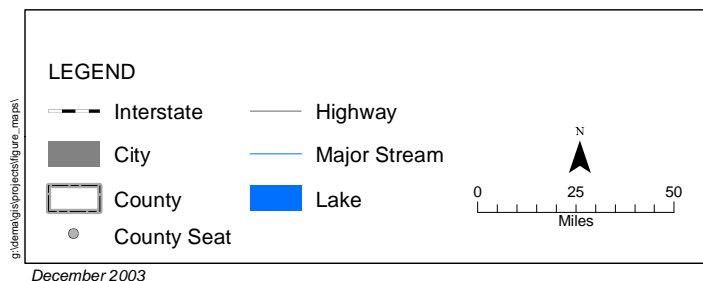 LEGEND
Interstate
Highway
City
Major Stream
County
Lake
County Seat
N
0 25 50
Miles
g:\dema\gis\projects\figure_maps\
December 2003